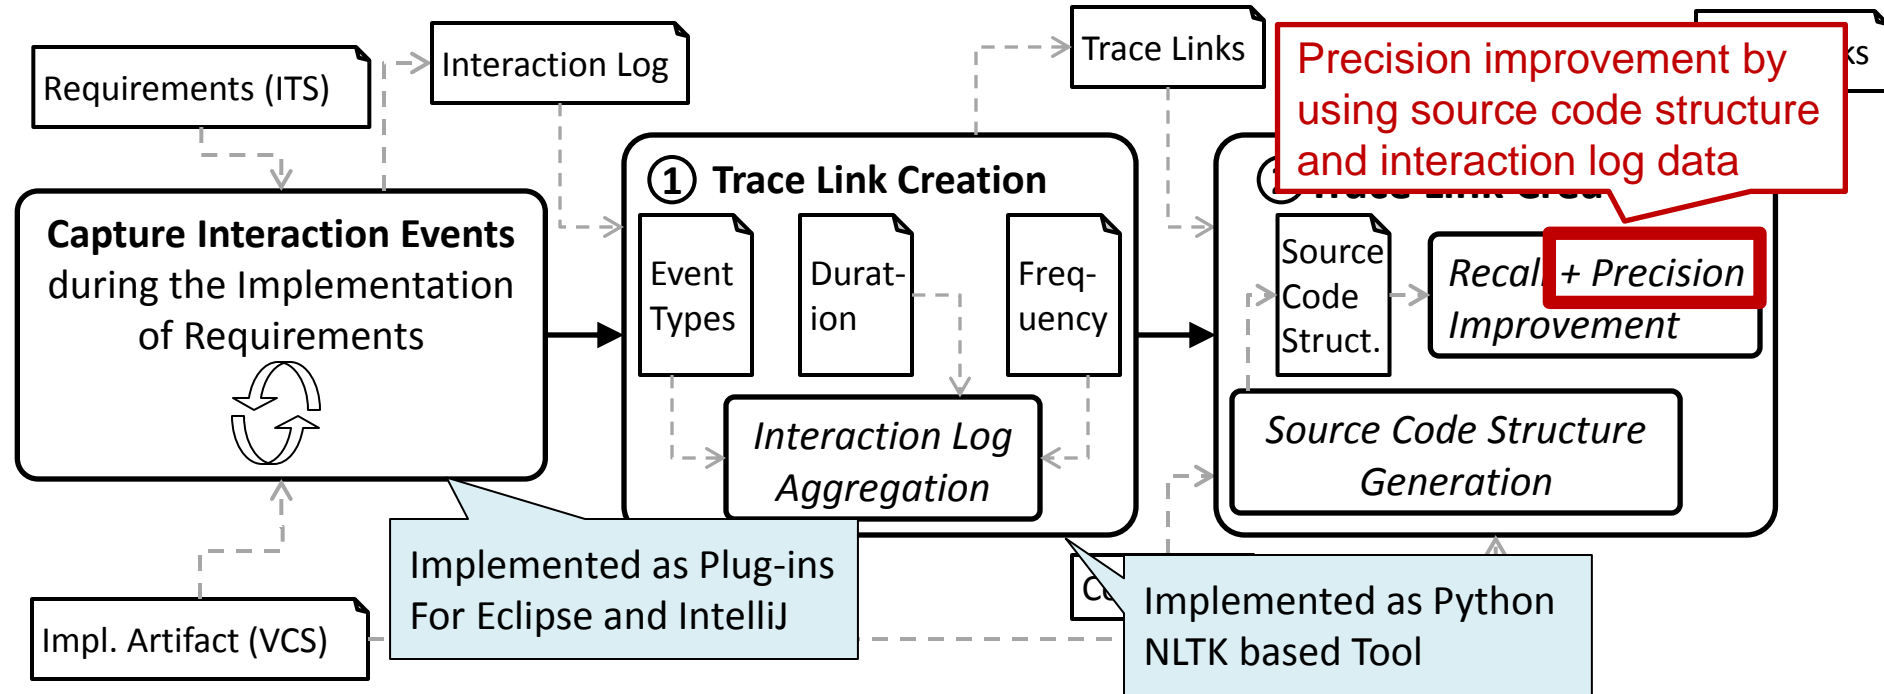 Requirements (ITS)
Interaction Log
Trace Links
Precision improvement by
using source code structure
and interaction log data
Capture Interaction Events
during the Implementation
of Requirements
① Trace Link Creation
Event
Types
Durat-
ion
Freq-
uency
Interaction Log
Aggregation
Source
Code
Struct.
Recall + Precision
Improvement
Source Code Structure
Generation
Implemented as Plug-ins
For Eclipse and IntelliJ
Implemented as Python
NLTK based Tool
Impl. Artifact (VCS)